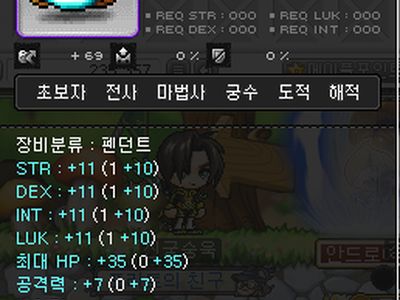 REQ STR : 000 REQ LUK : 000
REQ DEX : 000 REQ INT : 000
+ 69 0 % 0 %
초보자 전사 마법사 궁수 도적 해적
장비분류 : 펜던트
STR : +11 (1 +10)
DEX : +11 (1 +10)
INT : +11 (1 +10)
LUK : +11 (1 +10)
최대 HP : +35 (0 +35)
공격력 : +7 (0 +7)